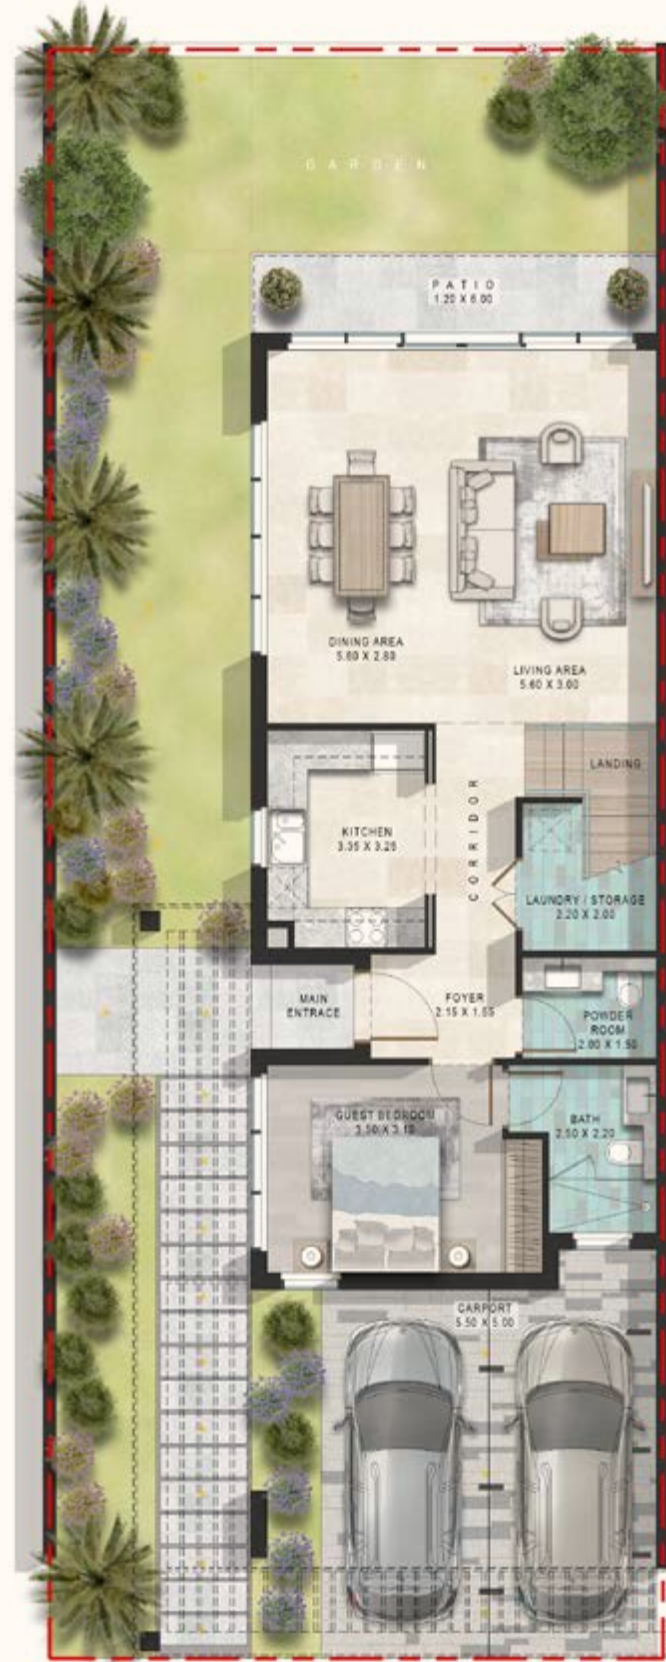 GARDEN
PATIO
1.20 X 6.00
DINING AREA
5.60 X 2.80
LIVING AREA
5.60 X 3.00
LANDING
KITCHEN
3.35 X 3.25
CORRIDOR
LAUNDRY / STORAGE
2.20 X 2.00
MAIN
ENTRACE
FOYER
2.15 X 1.55
POWDER
ROOM
2.00 X 1.50
GUEST BEDROOM
3.50 X 3.10
BATH
2.50 X 2.20
CARPORT
5.50 X 5.00